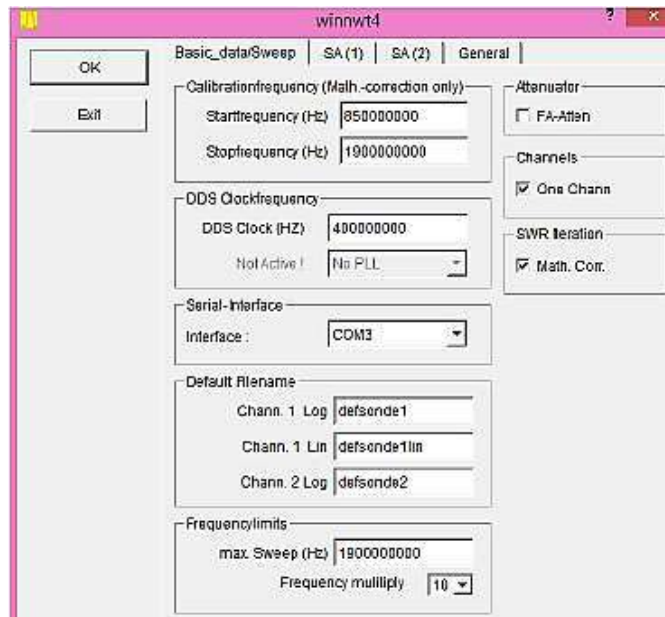 winnwt4
?
OK
Exit
Basic_data/Sweep SA (1) SA (2) General
Calibrationfrequency (Math.-correction only)
Startfrequency (Hz) 850000000
Stopfrequency (Hz) 1900000000
DDS Clockfrequency
DDS Clock (HZ) 400000000
Not Active ! No PLL
Serial-Interface
Interface : COM3
Default Filename
Chann. 1 Log defsonde1
Chann. 1 Lin defsonde1lin
Chann. 2 Log defsonde2
Frequencylimits
max. Sweep (Hz) 1900000000
Frequency mulitiply 10
Attenuator
FA-Atten
Channels
One Chann
SWR Iteration
Math. Corr.